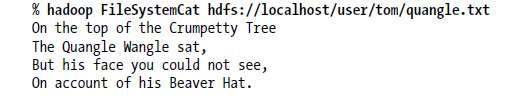 % hadoop FileSystemCat hdfs://localhost/user/tom/quangle.txt
On the top of the Crumpetty Tree
The Quangle Wangle sat,
But his face you could not see,
On account of his Beaver Hat.